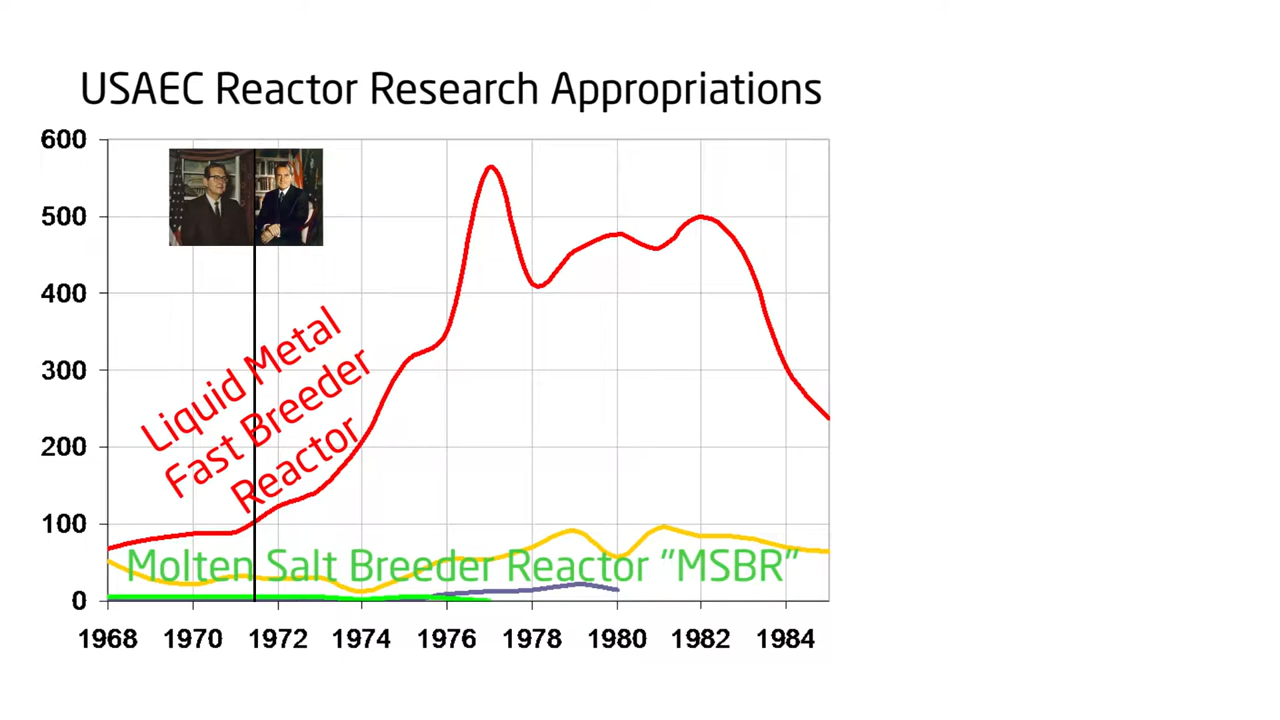 USAEC Reactor Research Appropriations
600
500
400
300
200
100
0
Liquid Metal
Fast Breeder
Reactor
Molten Salt Breeder Reactor "MSBR"
1968 1970 1972 1974 1976 1978 1980 1982 1984